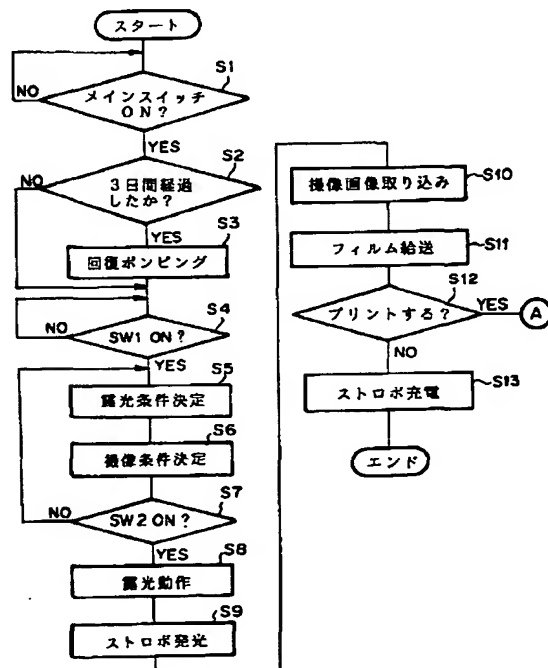 スタート
S1
NO
メインスイッチ
ON?
YES
S2
NO
3日間経過
したか?
YES
S3
回復ポンピング
S4
NO
SW1 ON?
YES
S5
露光条件決定
S6
撮像条件決定
S7
NO
SW2 ON?
YES
S8
露光動作
S9
ストロボ発光
撮像画像取り込み
S10
フィルム給送
S11
S12
プリントする?
YES
A
NO
ストロボ充電
S13
エンド